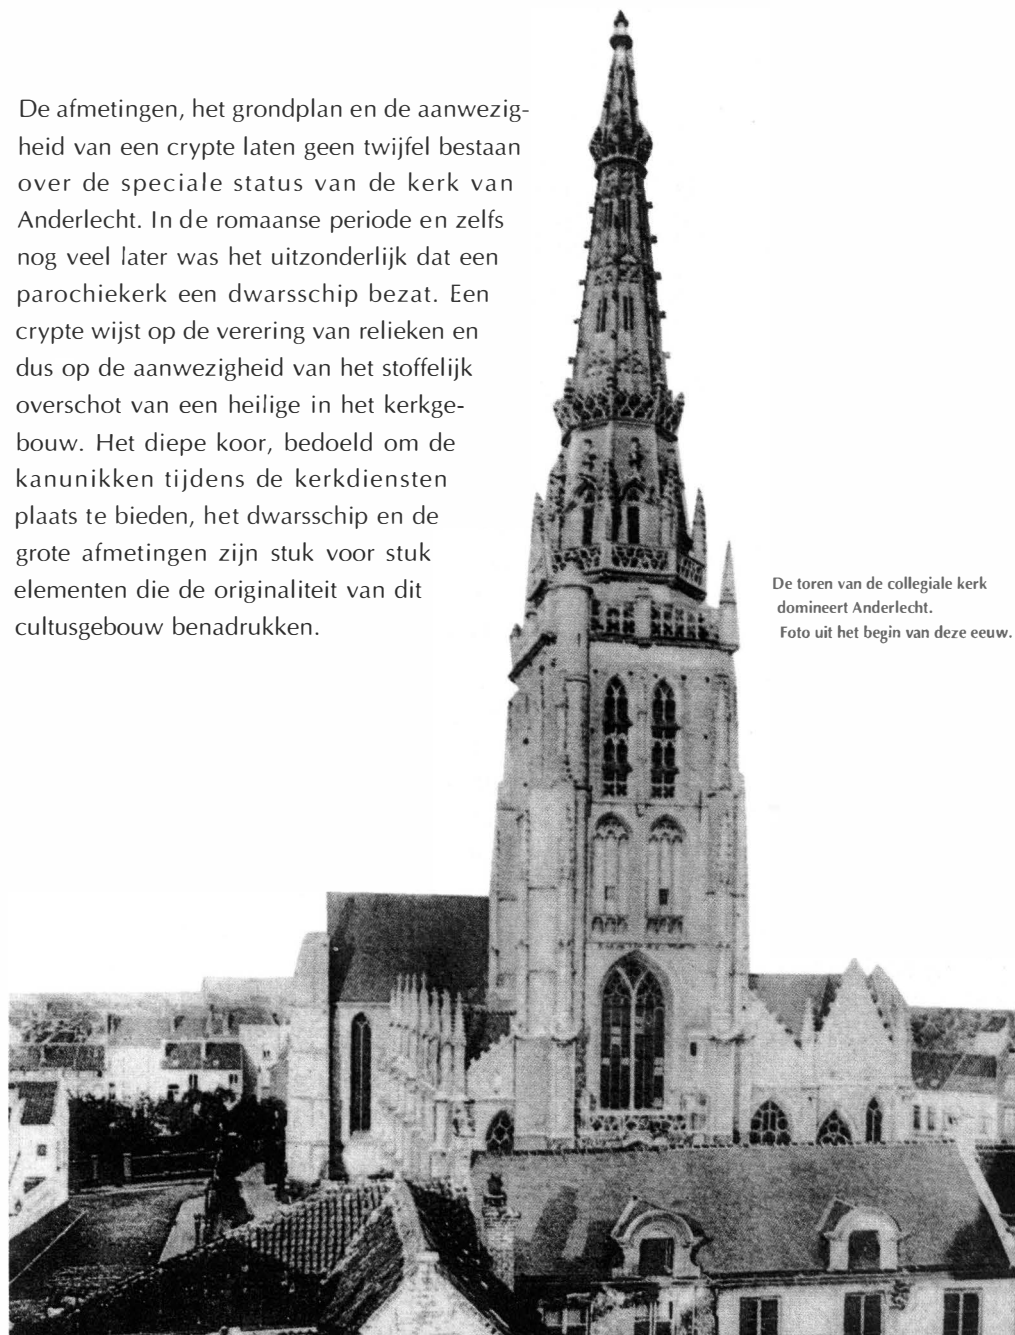 De afmetingen, het grondplan en de aanwezig-
heid van een crypte laten geen twijfel bestaan
over de speciale status van de kerk van
Anderlecht. In de romaanse periode en zelfs
nog veel later was het uitzonderlijk dat een
parochiekerk een dwarsschip bezat. Een
crypte wijst op de verering van relieken en
dus op de aanwezigheid van het stoffelijk
overschot van een heilige in het kerkge-
bouw. Het diepe koor, bedoeld om de
kanunikken tijdens de kerkdiensten
plaats te bieden, het dwarsschip en de
grote afmetingen zijn stuk voor stuk
elementen die de originaliteit van dit
cultusgebouw benadrukken.
De toren van de collegiale kerk
domineert Anderlecht.
Foto uit het begin van deze eeuw.